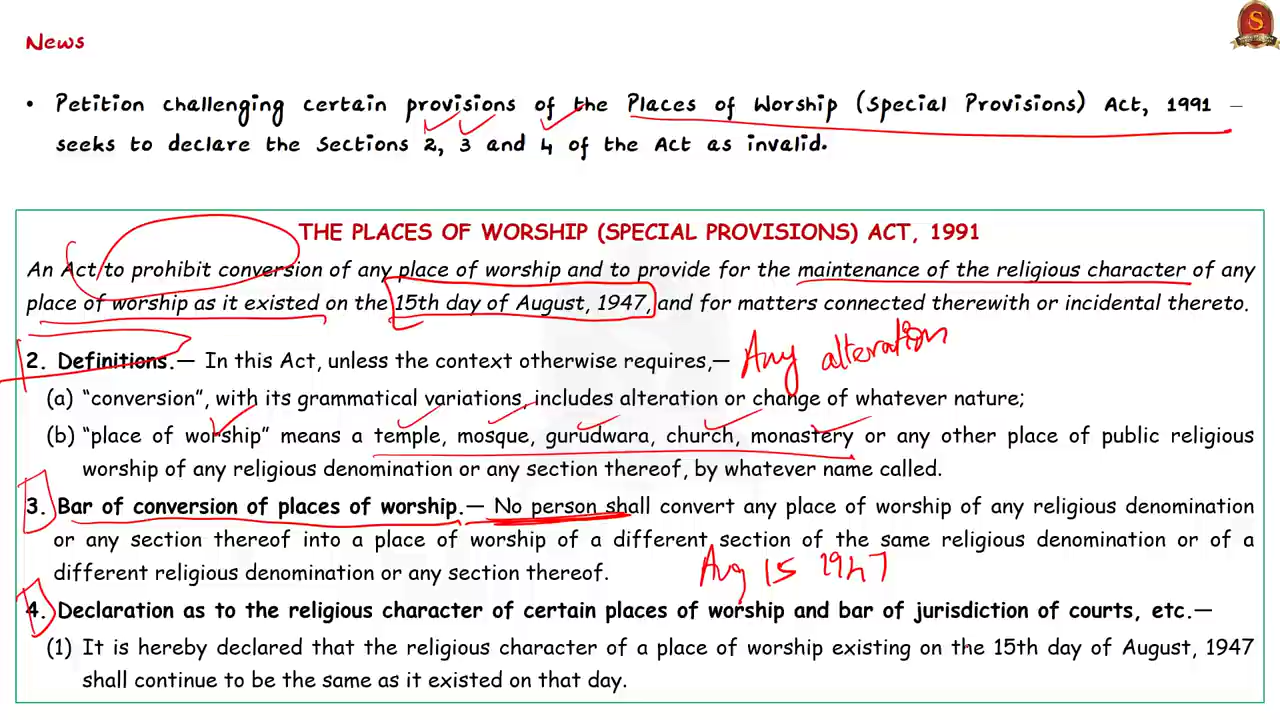 News
• Petition challenging certain provisions of the Places of Worship (Special Provisions) Act, 1991 –
seeks to declare the Sections 2, 3 and 4 of the Act as invalid.
THE PLACES OF WORSHIP (SPECIAL PROVISIONS) ACT, 1991
An Act to prohibit conversion of any place of worship and to provide for the maintenance of the religious character of any
place of worship as it existed on the 15th day of August, 1947, and for matters connected therewith or incidental thereto.
2. Definitions.— In this Act, unless the context otherwise requires,—
Any alteration
(a) “conversion”, with its grammatical variations, includes alteration or change of whatever nature;
(b) “place of worship” means a temple, mosque, gurudwara, church, monastery or any other place of public religious
worship of any religious denomination or any section thereof, by whatever name called.
3. Bar of conversion of places of worship.— No person shall convert any place of worship of any religious denomination
or any section thereof into a place of worship of a different section of the same religious denomination or of a
different religious denomination or any section thereof.
Aug 15 1947
4. Declaration as to the religious character of certain places of worship and bar of jurisdiction of courts, etc.—
(1) It is hereby declared that the religious character of a place of worship existing on the 15th day of August, 1947
shall continue to be the same as it existed on that day.